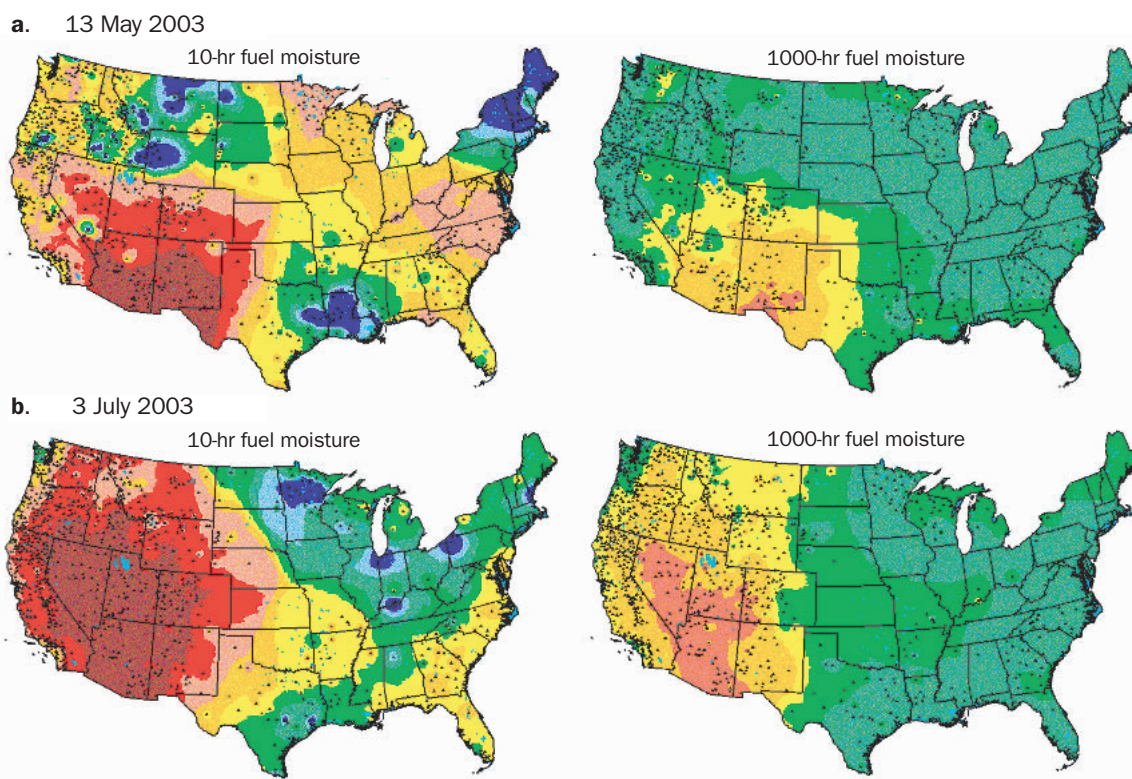 a. 13 May 2003
10-hr fuel moisture
1000-hr fuel moisture
b. 3 July 2003
10-hr fuel moisture
1000-hr fuel moisture